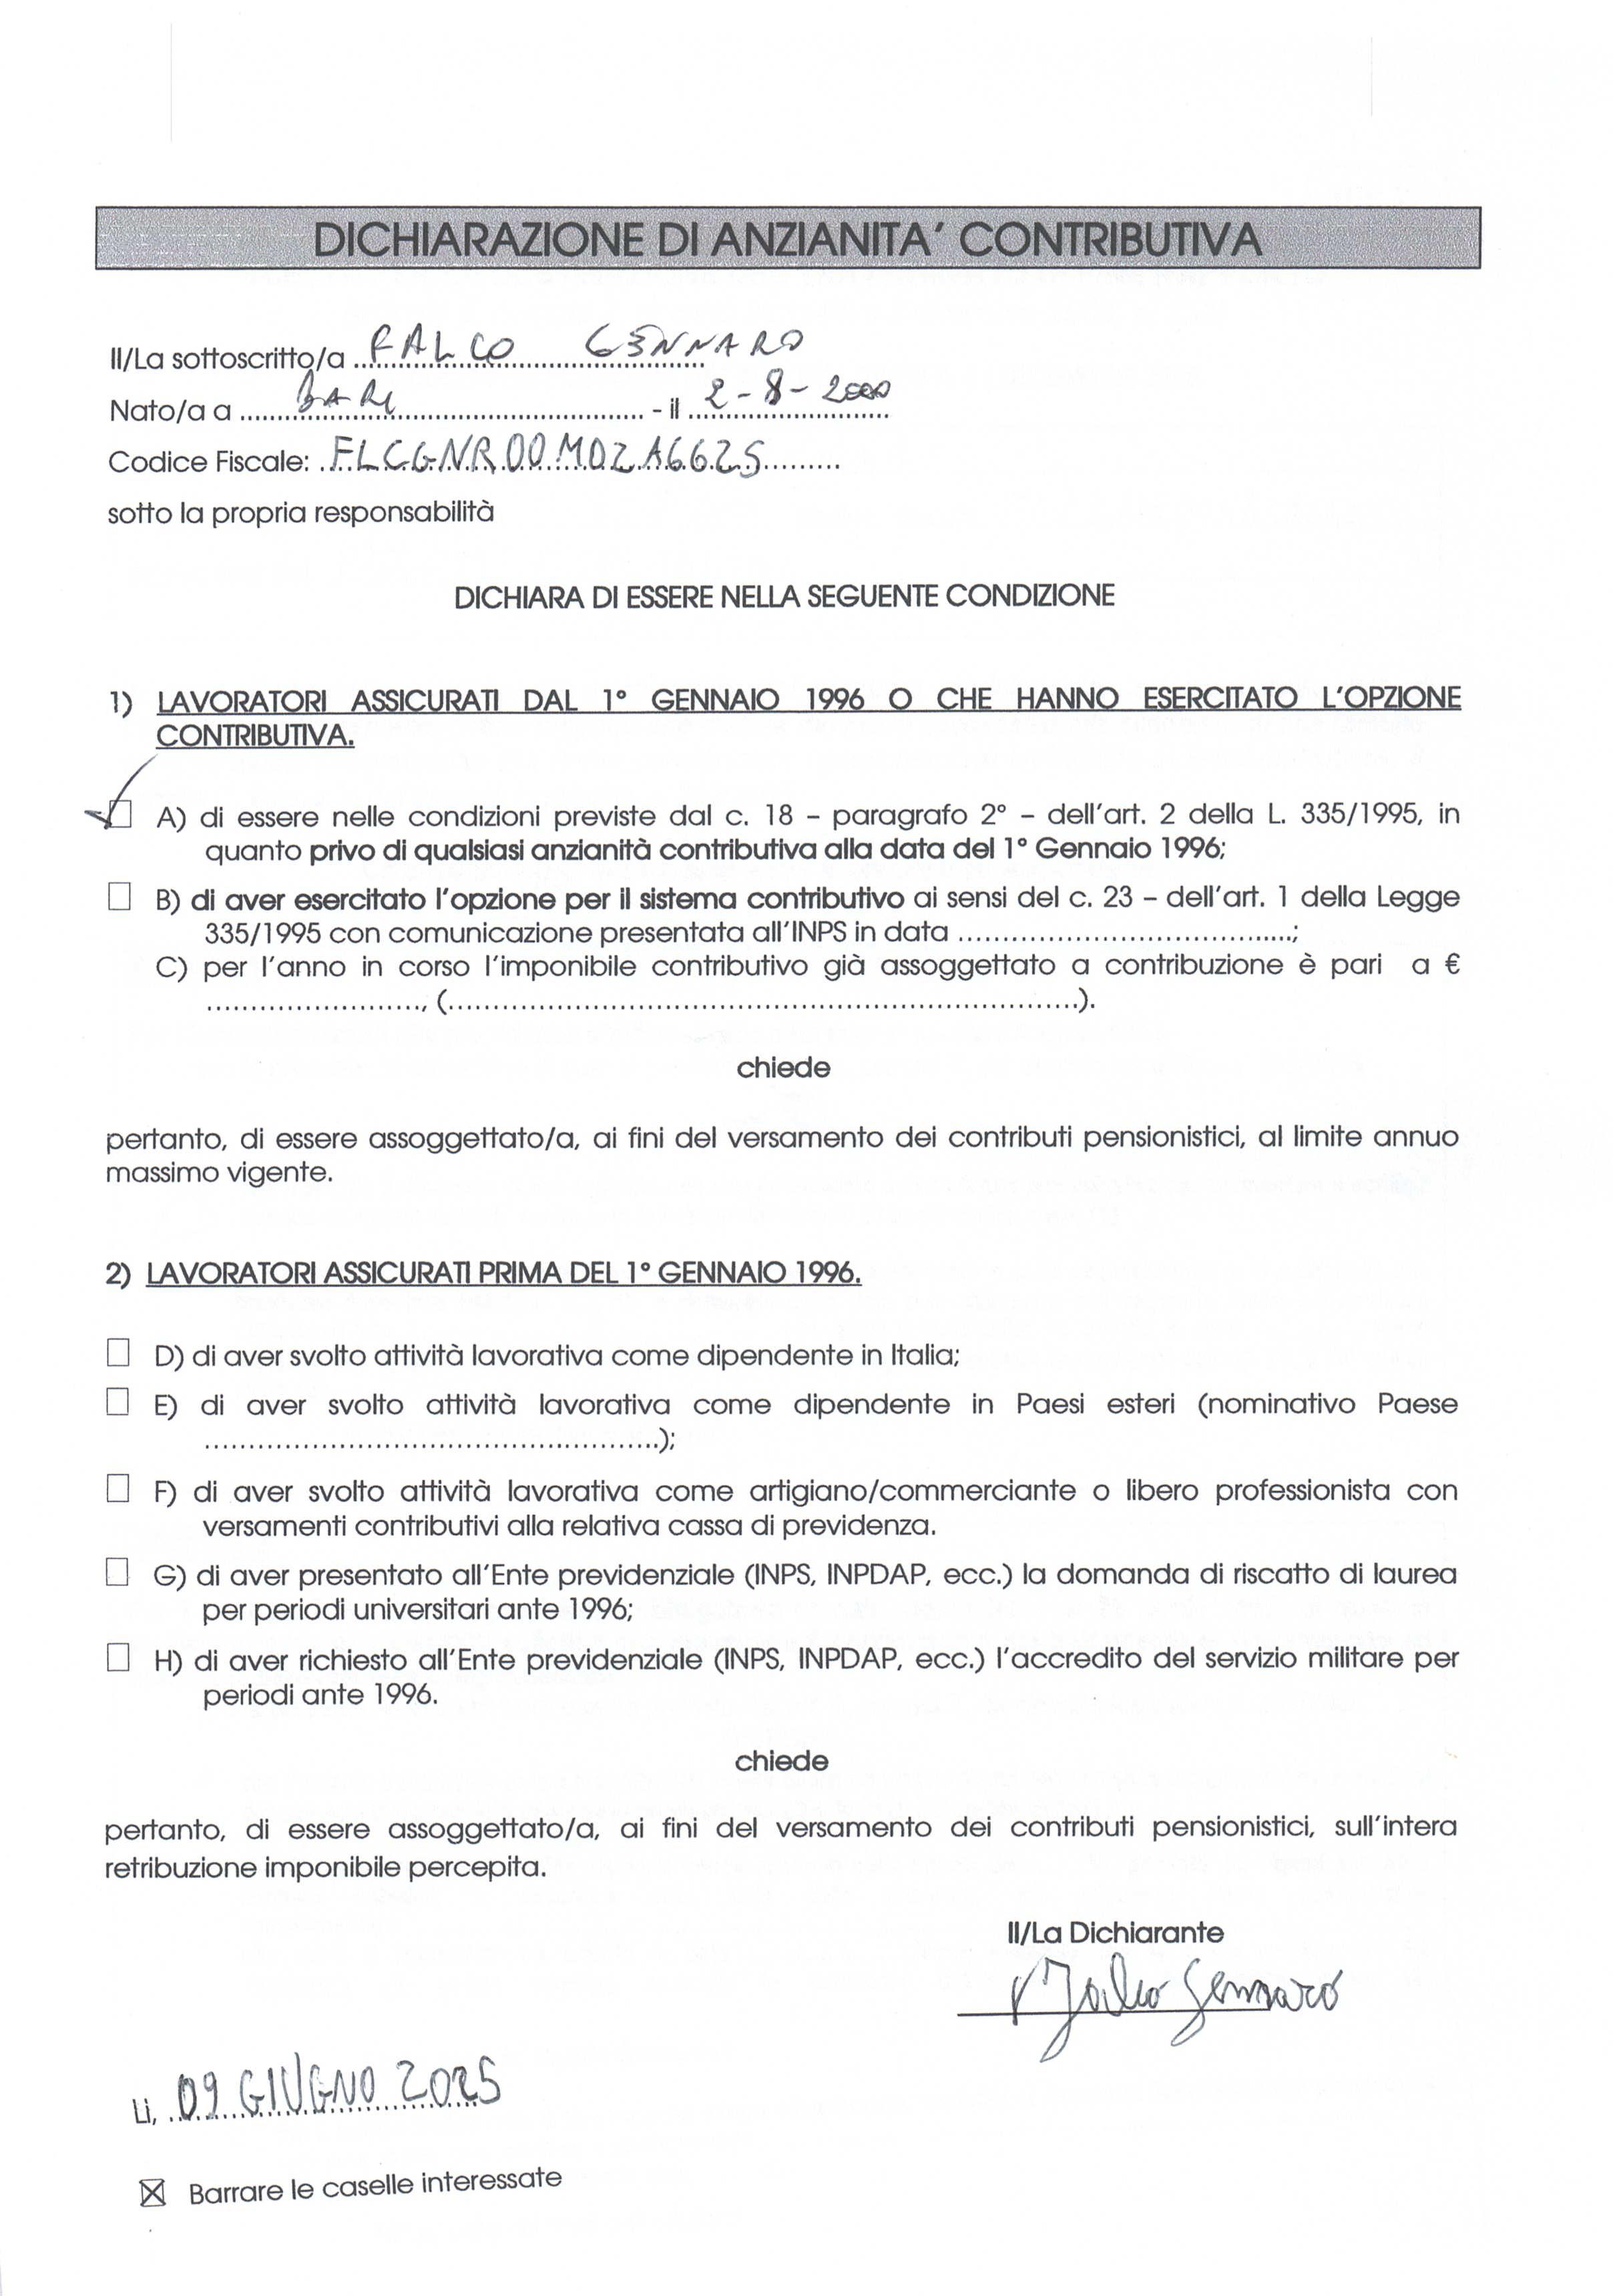 DICHIARAZIONE DI ANZIANITA' CONTRIBUTIVA
Il/La sottoscritto/a FALCO GENNARO
Nato/a a BARI - il 2-8-2000
Codice Fiscale: FLCGNR00M02A662S
sotto la propria responsabilità
DICHIARA DI ESSERE NELLA SEGUENTE CONDIZIONE
1) LAVORATORI ASSICURATI DAL 1° GENNAIO 1996 O CHE HANNO ESERCITATO L'OPZIONE
CONTRIBUTIVA.
A) di essere nelle condizioni previste dal c. 18 – paragrafo 2° – dell'art. 2 della L. 335/1995, in
quanto privo di qualsiasi anzianità contributiva alla data del 1° Gennaio 1996;
B) di aver esercitato l'opzione per il sistema contributivo ai sensi del c. 23 – dell'art. 1 della Legge
335/1995 con comunicazione presentata all'INPS in data ......................................;
C) per l'anno in corso l'imponibile contributivo già assoggettato a contribuzione è pari a €
........................, (.......................................................................).
chiede
pertanto, di essere assoggettato/a, ai fini del versamento dei contributi pensionistici, al limite annuo
massimo vigente.
2) LAVORATORI ASSICURATI PRIMA DEL 1° GENNAIO 1996.
D) di aver svolto attività lavorativa come dipendente in Italia;
E) di aver svolto attività lavorativa come dipendente in Paesi esteri (nominativo Paese
...................................................);
F) di aver svolto attività lavorativa come artigiano/commerciante o libero professionista con
versamenti contributivi alla relativa cassa di previdenza.
G) di aver presentato all'Ente previdenziale (INPS, INPDAP, ecc.) la domanda di riscatto di laurea
per periodi universitari ante 1996;
H) di aver richiesto all'Ente previdenziale (INPS, INPDAP, ecc.) l'accredito del servizio militare per
periodi ante 1996.
chiede
pertanto, di essere assoggettato/a, ai fini del versamento dei contributi pensionistici, sull'intera
retribuzione imponibile percepita.
Il/La Dichiarante
Falco Gennaro
Li, 09 GIUGNO 2025
Barrare le caselle interessate